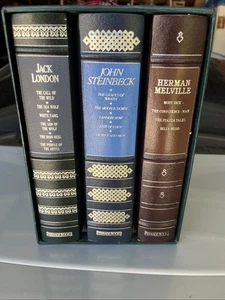 JACK
LONDON
THE CALL OF
THE WILD
THE SEA WOLF
WHITE FANG
THE SON OF
THE WOLF
THE IRON HEEL
THE PEOPLE OF
THE ABYSS
JOHN
STEINBECK
THE GRAPES OF
WRATH
THE MOON IS DOWN
CANNERY ROW
EAST OF EDEN
OF MICE AND MEN
HERMAN
MELVILLE
MOBY DICK
THE CONFIDENCE-MAN
THE PIAZZA TALES
BILLY BUDD